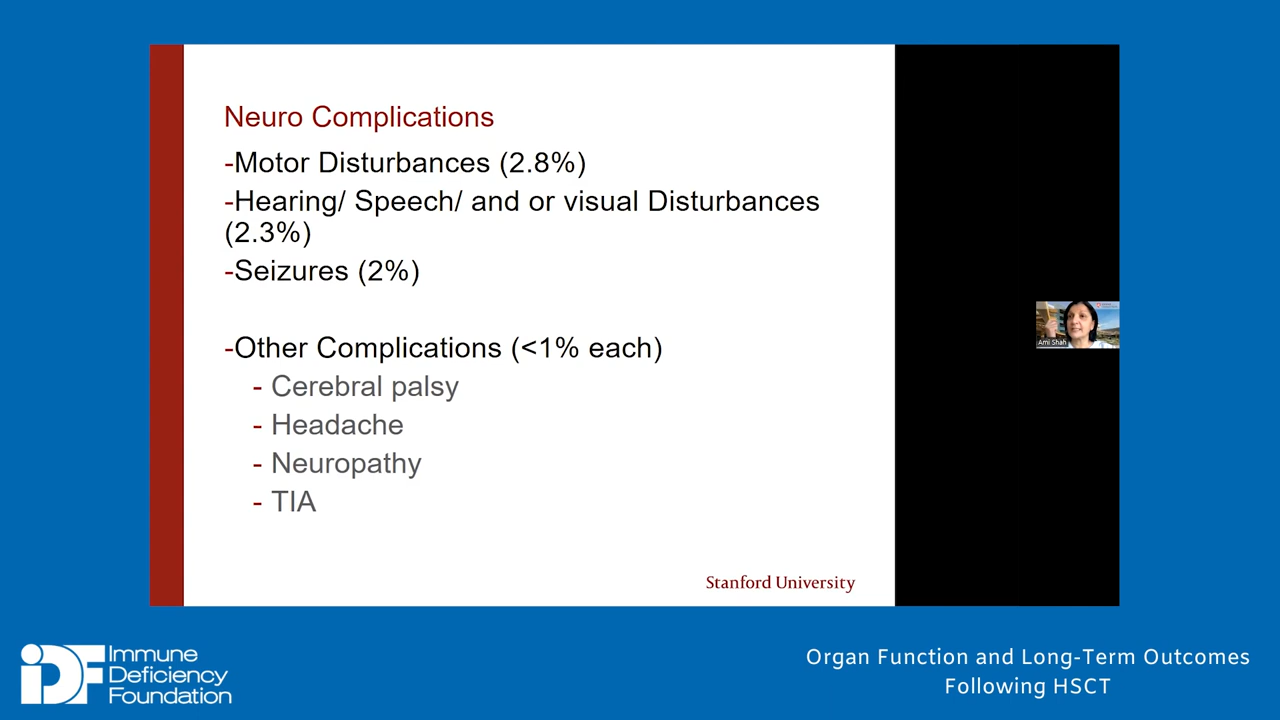 Neuro Complications
-Motor Disturbances (2.8%)
-Hearing/ Speech/ and or visual Disturbances
(2.3%)
-Seizures (2%)
-Other Complications (<1% each)
- Cerebral palsy
- Headache
- Neuropathy
- TIA
Stanford University
Ami Shah
iDF Immune
Deficiency
Foundation
Organ Function and Long-Term Outcomes
Following HSCT